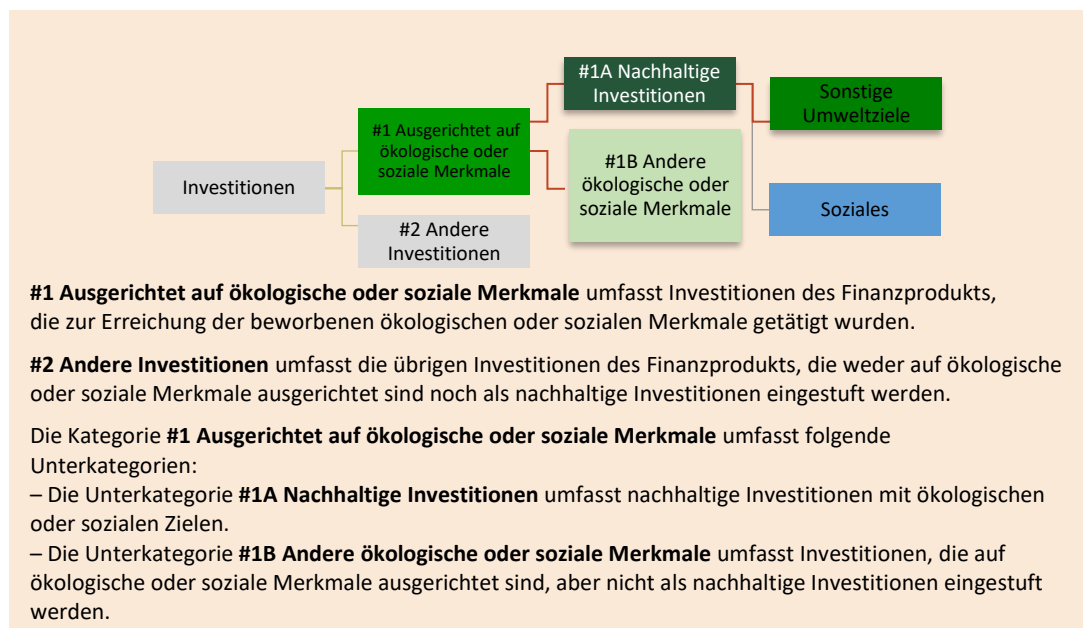 #1A Nachhaltige
Investitionen
Sonstige
Umweltziele
#1 Ausgerichtet auf
ökologische oder
soziale Merkmale
#1B Andere
ökologische oder
soziale Merkmale
Investitionen
Soziales
#2 Andere
Investitionen
#1 Ausgerichtet auf ökologische oder soziale Merkmale umfasst Investitionen des Finanzprodukts,
die zur Erreichung der beworbenen ökologischen oder sozialen Merkmale getätigt wurden.
#2 Andere Investitionen umfasst die übrigen Investitionen des Finanzprodukts, die weder auf ökologische
oder soziale Merkmale ausgerichtet sind noch als nachhaltige Investitionen eingestuft werden.
Die Kategorie #1 Ausgerichtet auf ökologische oder soziale Merkmale umfasst folgende
Unterkategorien:
– Die Unterkategorie #1A Nachhaltige Investitionen umfasst nachhaltige Investitionen mit ökologischen
oder sozialen Zielen.
– Die Unterkategorie #1B Andere ökologische oder soziale Merkmale umfasst Investitionen, die auf
ökologische oder soziale Merkmale ausgerichtet sind, aber nicht als nachhaltige Investitionen eingestuft
werden.